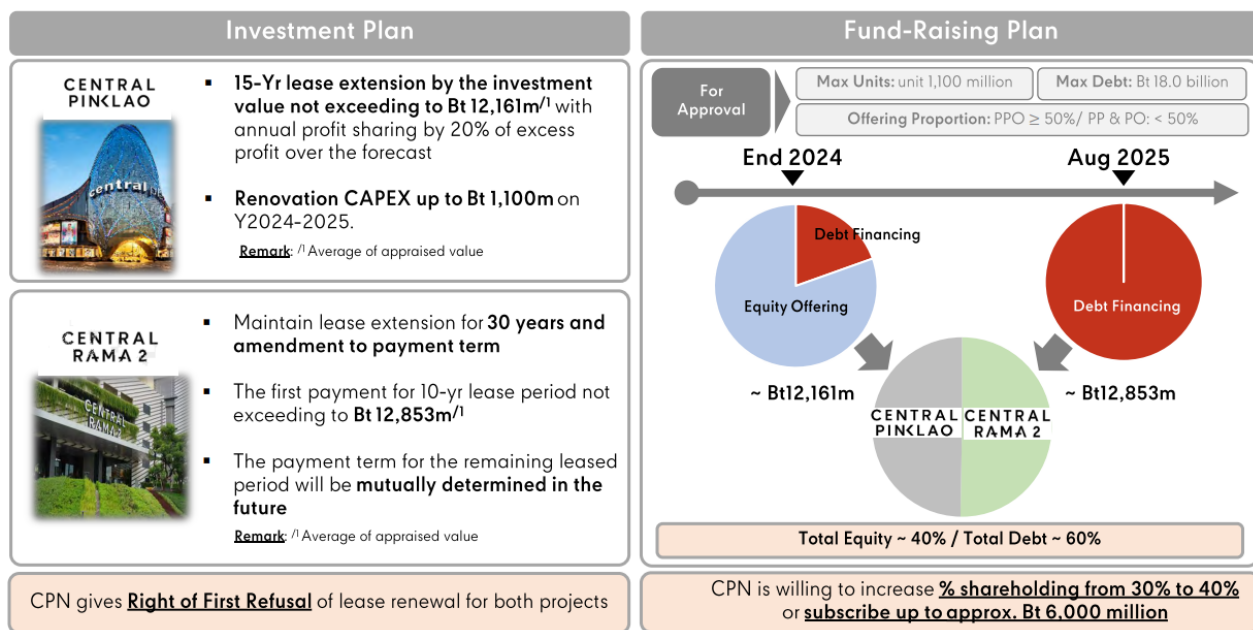 Investment Plan
CENTRAL
PINKLAO
▪ 15-Yr lease extension by the investment
value not exceeding to Bt 12,161m/1 with
annual profit sharing by 20% of excess
profit over the forecast
▪ Renovation CAPEX up to Bt 1,100m on
Y2024-2025.
Remark: /1 Average of appraised value
central
CENTRAL
RAMA 2
▪ Maintain lease extension for 30 years and
amendment to payment term
▪ The first payment for 10-yr lease period not
exceeding to Bt 12,853m/1
▪ The payment term for the remaining leased
period will be mutually determined in the
future
Remark: /1 Average of appraised value
CENTRAL
RAMA 2
CPN gives Right of First Refusal of lease renewal for both projects
Fund-Raising Plan
For
Approval
Max Units: unit 1,100 million
Max Debt: Bt 18.0 billion
Offering Proportion: PPO ≥ 50%/ PP & PO: < 50%
End 2024
Aug 2025
Debt Financing
Equity Offering
Debt Financing
~ Bt12,161m
~ Bt12,853m
CENTRAL
PINKLAO
CENTRAL
RAMA 2
Total Equity ~ 40% / Total Debt ~ 60%
CPN is willing to increase % shareholding from 30% to 40%
or subscribe up to approx. Bt 6,000 million